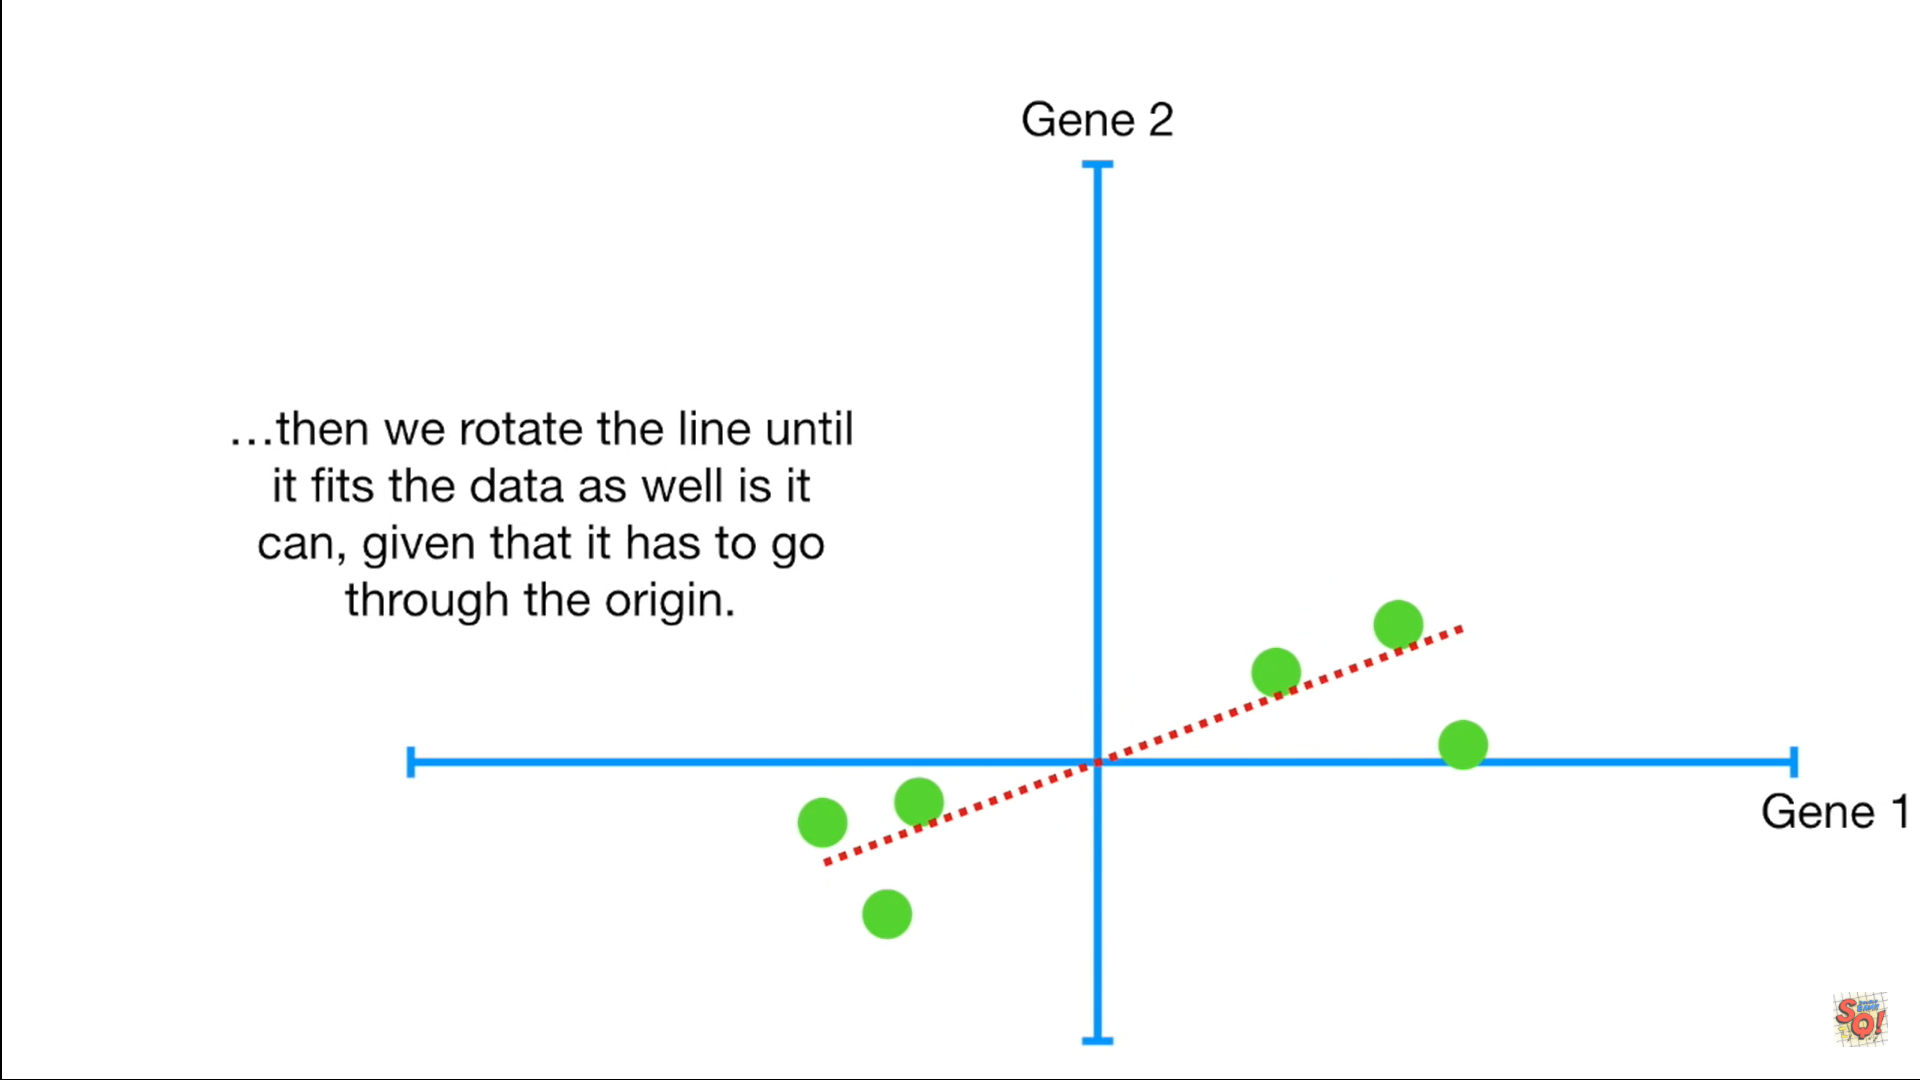 Gene 2
…then we rotate the line until
it fits the data as well is it
can, given that it has to go
through the origin.
Gene 1
SQ!